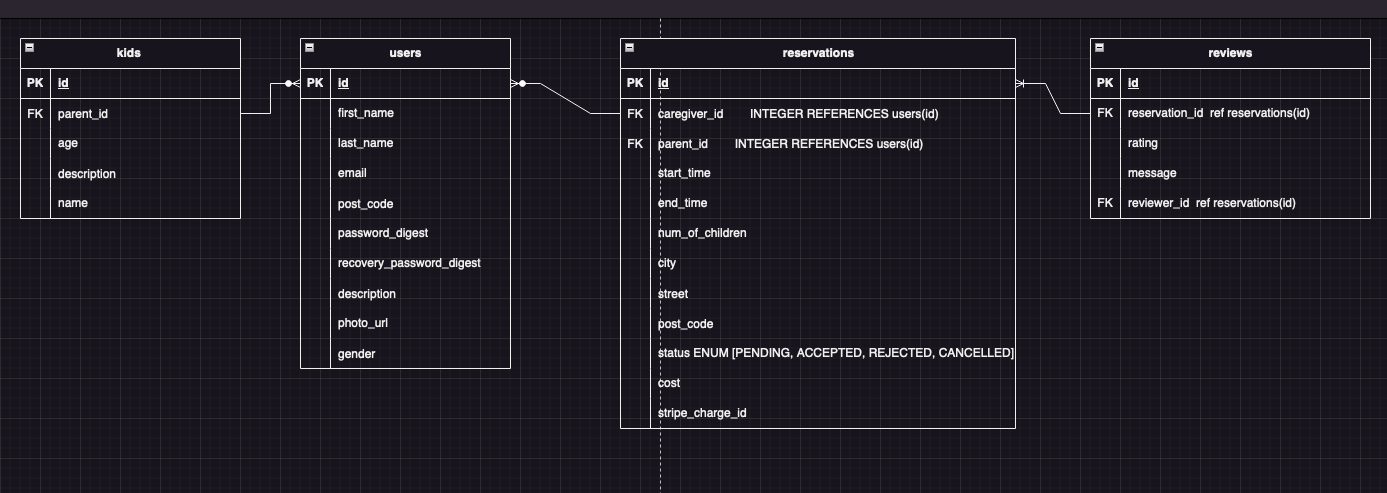 kids
PK id
FK parent_id
age
description
name
users
PK id
first_name
last_name
email
post_code
password_digest
recovery_password_digest
description
photo_url
gender
reservations
PK id
FK caregiver_id INTEGER REFERENCES users(id)
FK parent_id INTEGER REFERENCES users(id)
start_time
end_time
num_of_children
city
street
post_code
status ENUM [PENDING, ACCEPTED, REJECTED, CANCELLED]
cost
stripe_charge_id
reviews
PK id
FK reservation_id ref reservations(id)
rating
message
FK reviewer_id ref reservations(id)